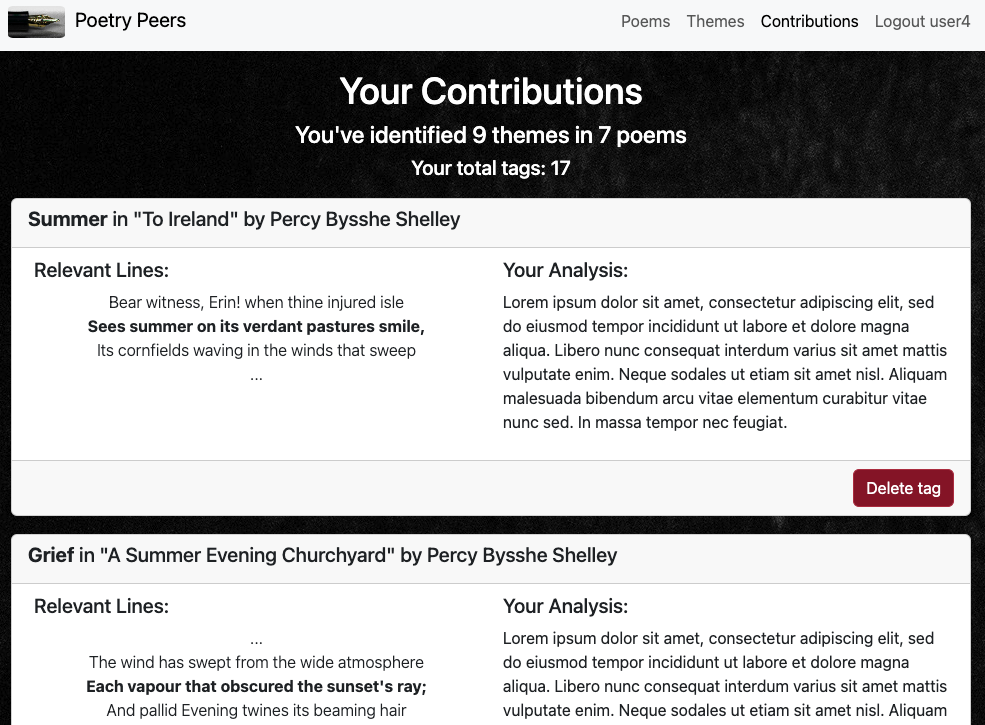 Poetry Peers
Poems Themes Contributions Logout user4
Your Contributions
You've identified 9 themes in 7 poems
Your total tags: 17
Summer in "To Ireland" by Percy Bysshe Shelley
Relevant Lines:
Bear witness, Erin! when thine injured isle
Sees summer on its verdant pastures smile,
Its cornfields waving in the winds that sweep
...
Your Analysis:
Lorem ipsum dolor sit amet, consectetur adipiscing elit, sed
do eiusmod tempor incididunt ut labore et dolore magna
aliqua. Libero nunc consequat interdum varius sit amet mattis
vulputate enim. Neque sodales ut etiam sit amet nisl. Aliquam
malesuada bibendum arcu vitae elementum curabitur vitae
nunc sed. In massa tempor nec feugiat.
Delete tag
Grief in "A Summer Evening Churchyard" by Percy Bysshe Shelley
Relevant Lines:
...
The wind has swept from the wide atmosphere
Each vapour that obscured the sunset's ray;
And pallid Evening twines its beaming hair
Your Analysis:
Lorem ipsum dolor sit amet, consectetur adipiscing elit, sed
do eiusmod tempor incididunt ut labore et dolore magna
aliqua. Libero nunc consequat interdum varius sit amet mattis
vulputate enim. Neque sodales ut etiam sit amet nisl. Aliquam